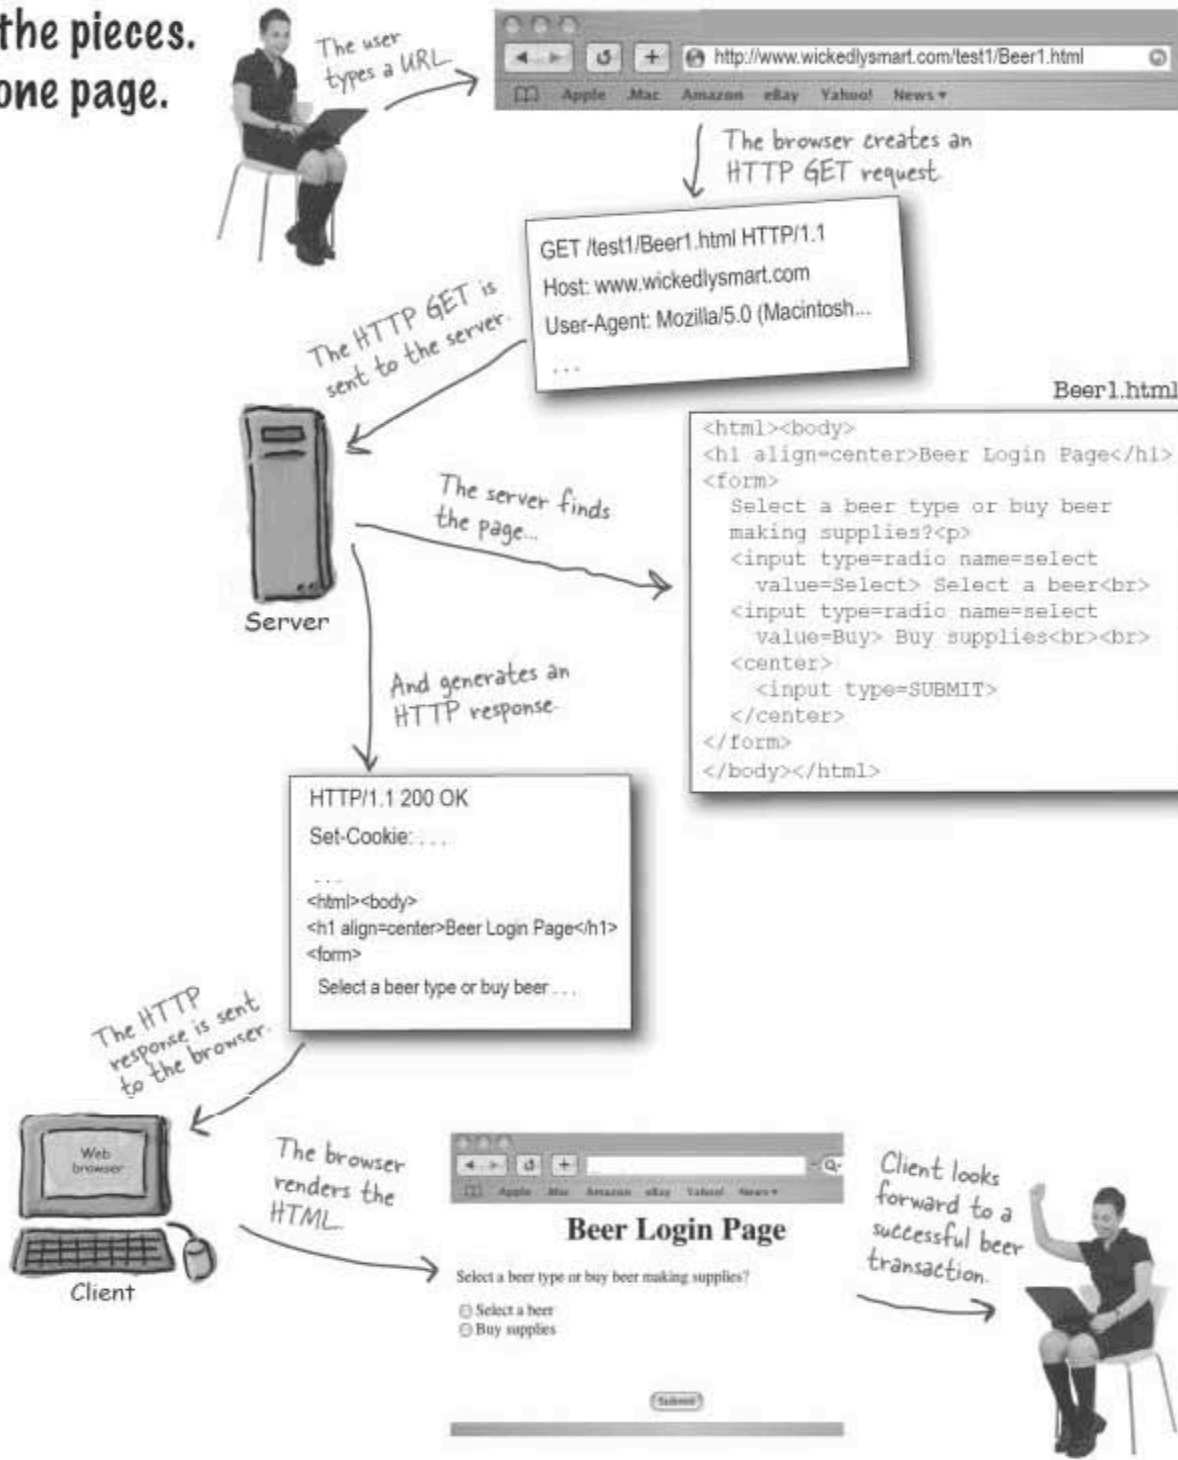 the pieces.
one page.
The user
types a URL.
http://www.wickedlysmart.com/test1/Beer1.html
Apple .Mac Amazon eBay Yahoo! News
The browser creates an
HTTP GET request.
GET /test1/Beer1.html HTTP/1.1
Host: www.wickedlysmart.com
User-Agent: Mozilla/5.0 (Macintosh...
. . .
The HTTP GET is
sent to the server.
Server
The server finds
the page...
Beer1.html
<html><body>
<h1 align=center>Beer Login Page</h1>
<form>
Select a beer type or buy beer
making supplies?<p>
<input type=radio name=select
value=Select> Select a beer<br>
<input type=radio name=select
value=Buy> Buy supplies<br><br>
<center>
<input type=SUBMIT>
</center>
</form>
</body></html>
And generates an
HTTP response.
HTTP/1.1 200 OK
Set-Cookie: . . .
. . .
<html><body>
<h1 align=center>Beer Login Page</h1>
<form>
Select a beer type or buy beer . . .
The HTTP
response is sent
to the browser.
Web
browser
Client
The browser
renders the
HTML.
Apple .Mac Amazon eBay Yahoo! News
Beer Login Page
Select a beer type or buy beer making supplies?
Select a beer
Buy supplies
Submit
Client looks
forward to a
successful beer
transaction.